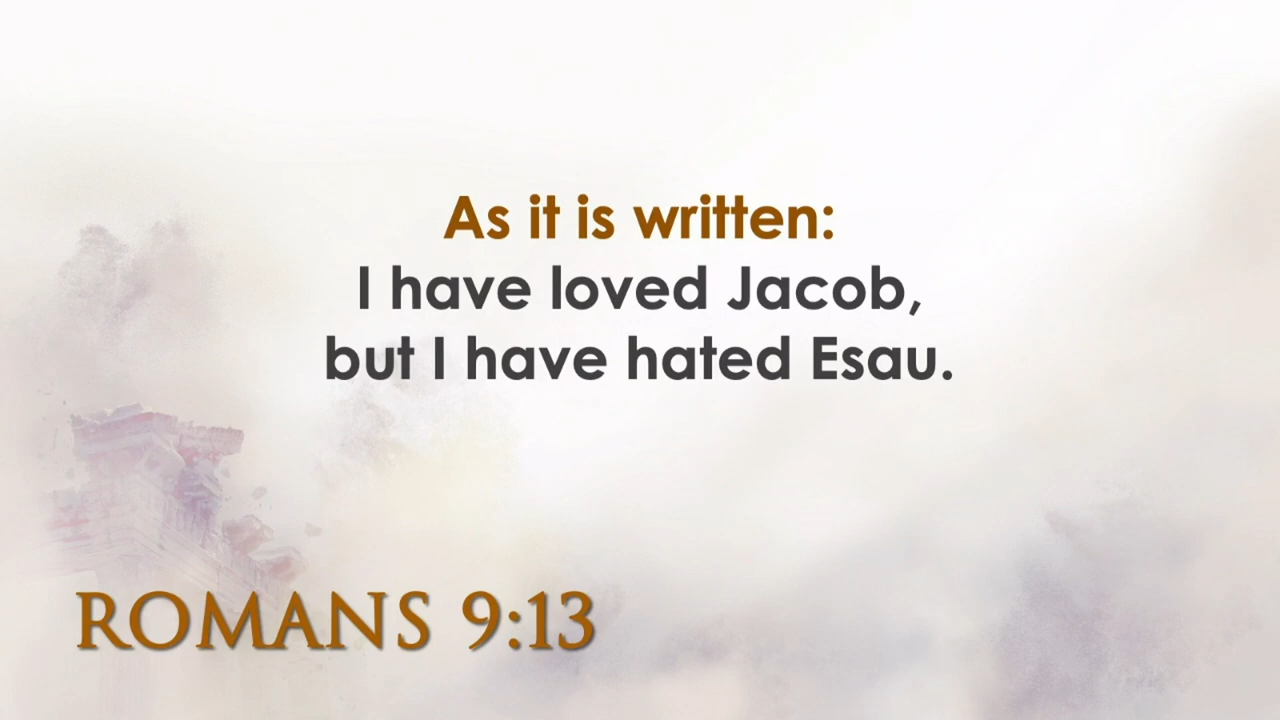 As it is written:
I have loved Jacob,
but I have hated Esau.
ROMANS 9:13